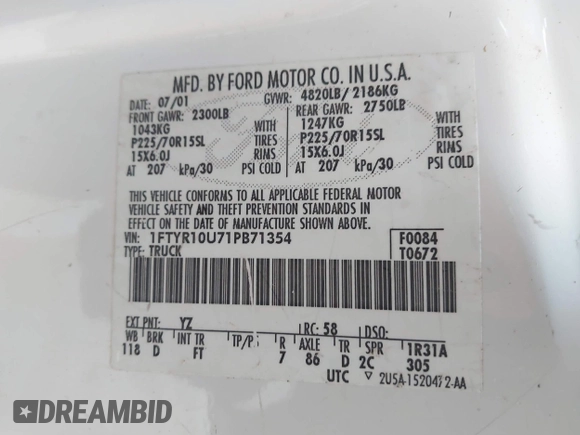 MFD. BY FORD MOTOR CO. IN U.S.A.
DATE: 07/01 GVWR: 4820LB/ 2186KG
FRONT GAWR: 2300LB REAR GAWR: 2750LB
1043KG WITH 1247KG WITH
P225/70R15SL TIRES P225/70R15SL TIRES
15X6.0J RIMS 15X6.0J RIMS
AT 207 kPa/30 PSI COLD AT 207 kPa/30 PSI COLD
THIS VEHICLE CONFORMS TO ALL APPLICABLE FEDERAL MOTOR
VEHICLE SAFETY AND THEFT PREVENTION STANDARDS IN
EFFECT ON THE DATE OF MANUFACTURE SHOWN ABOVE.
VIN: 1FTYR10U71PB71354 F0084
TYPE: TRUCK T0672
EXT PNT: YZ RC: 58 DSO:
WB BRK INT TR TP/P R AXLE TR SPR 1R31A
118 D FT 7 86 D 2C 305
UTC 2U5A-1520472-AA
DREAMBID